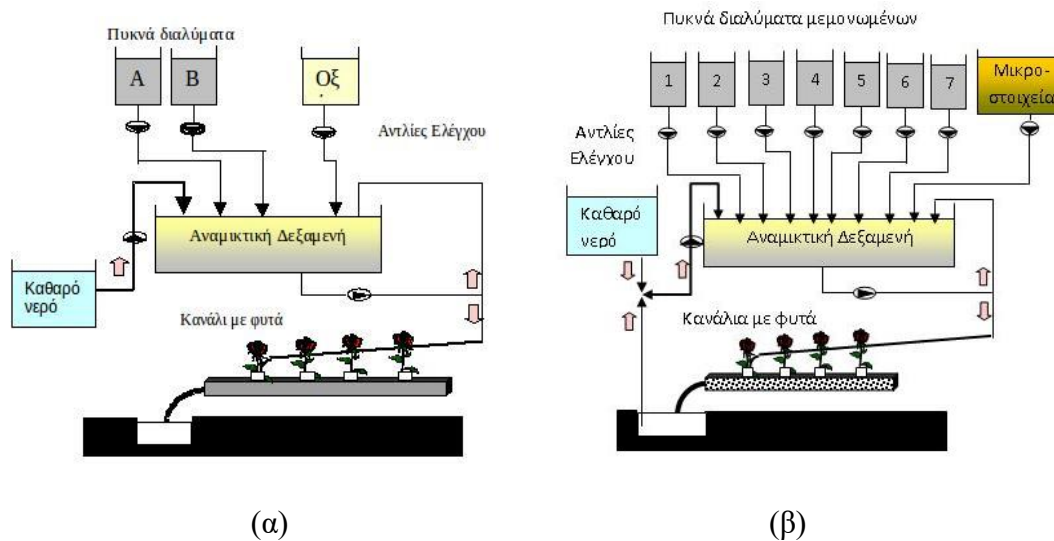 Πυκνά διαλύματα
Α
Β
Οξ
Αντλίες Ελέγχου
Αναμικτική Δεξαμενή
Καθαρό
νερό
Κανάλι με φυτά
(α)
Πυκνά διαλύματα μεμονωμένων
1
2
3
4
5
6
7
Μικρο-
στοιχεία
Αντλίες
Ελέγχου
Καθαρό
νερό
Αναμικτική Δεξαμενή
Κανάλια με φυτά
(β)